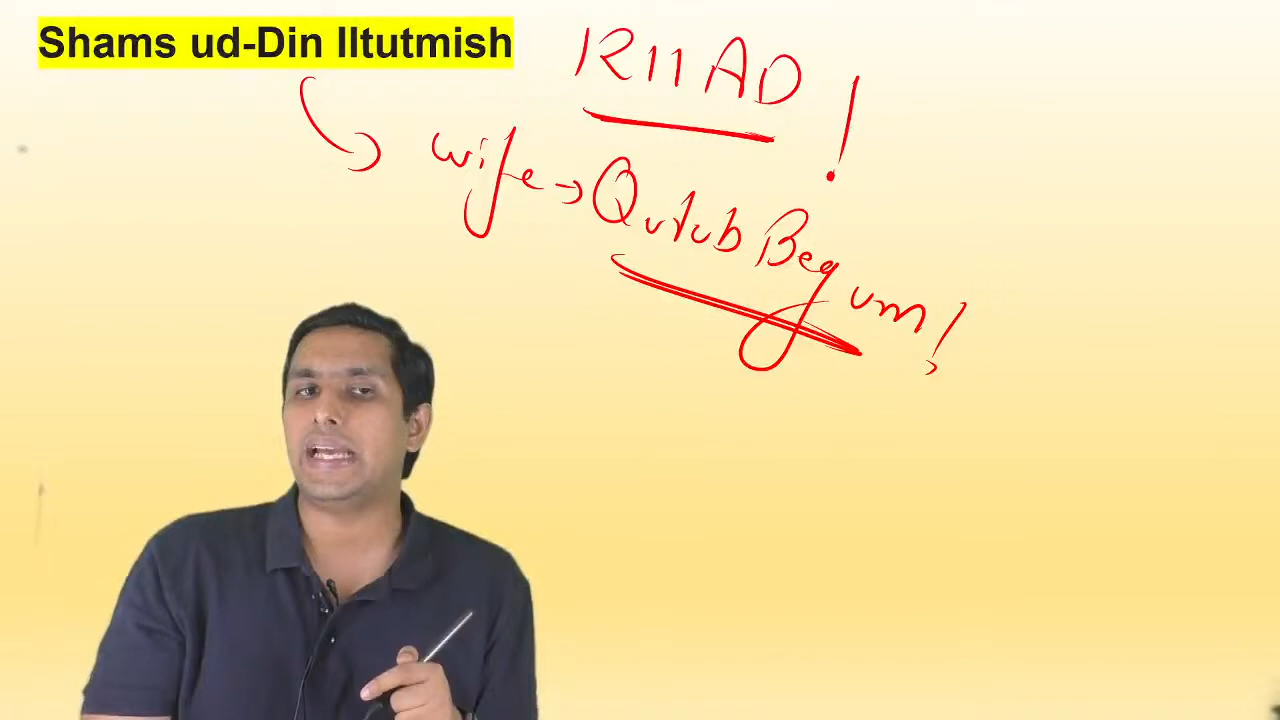 Shams ud-Din Iltutmish
1211 AD !
wife → Qutub Begum !